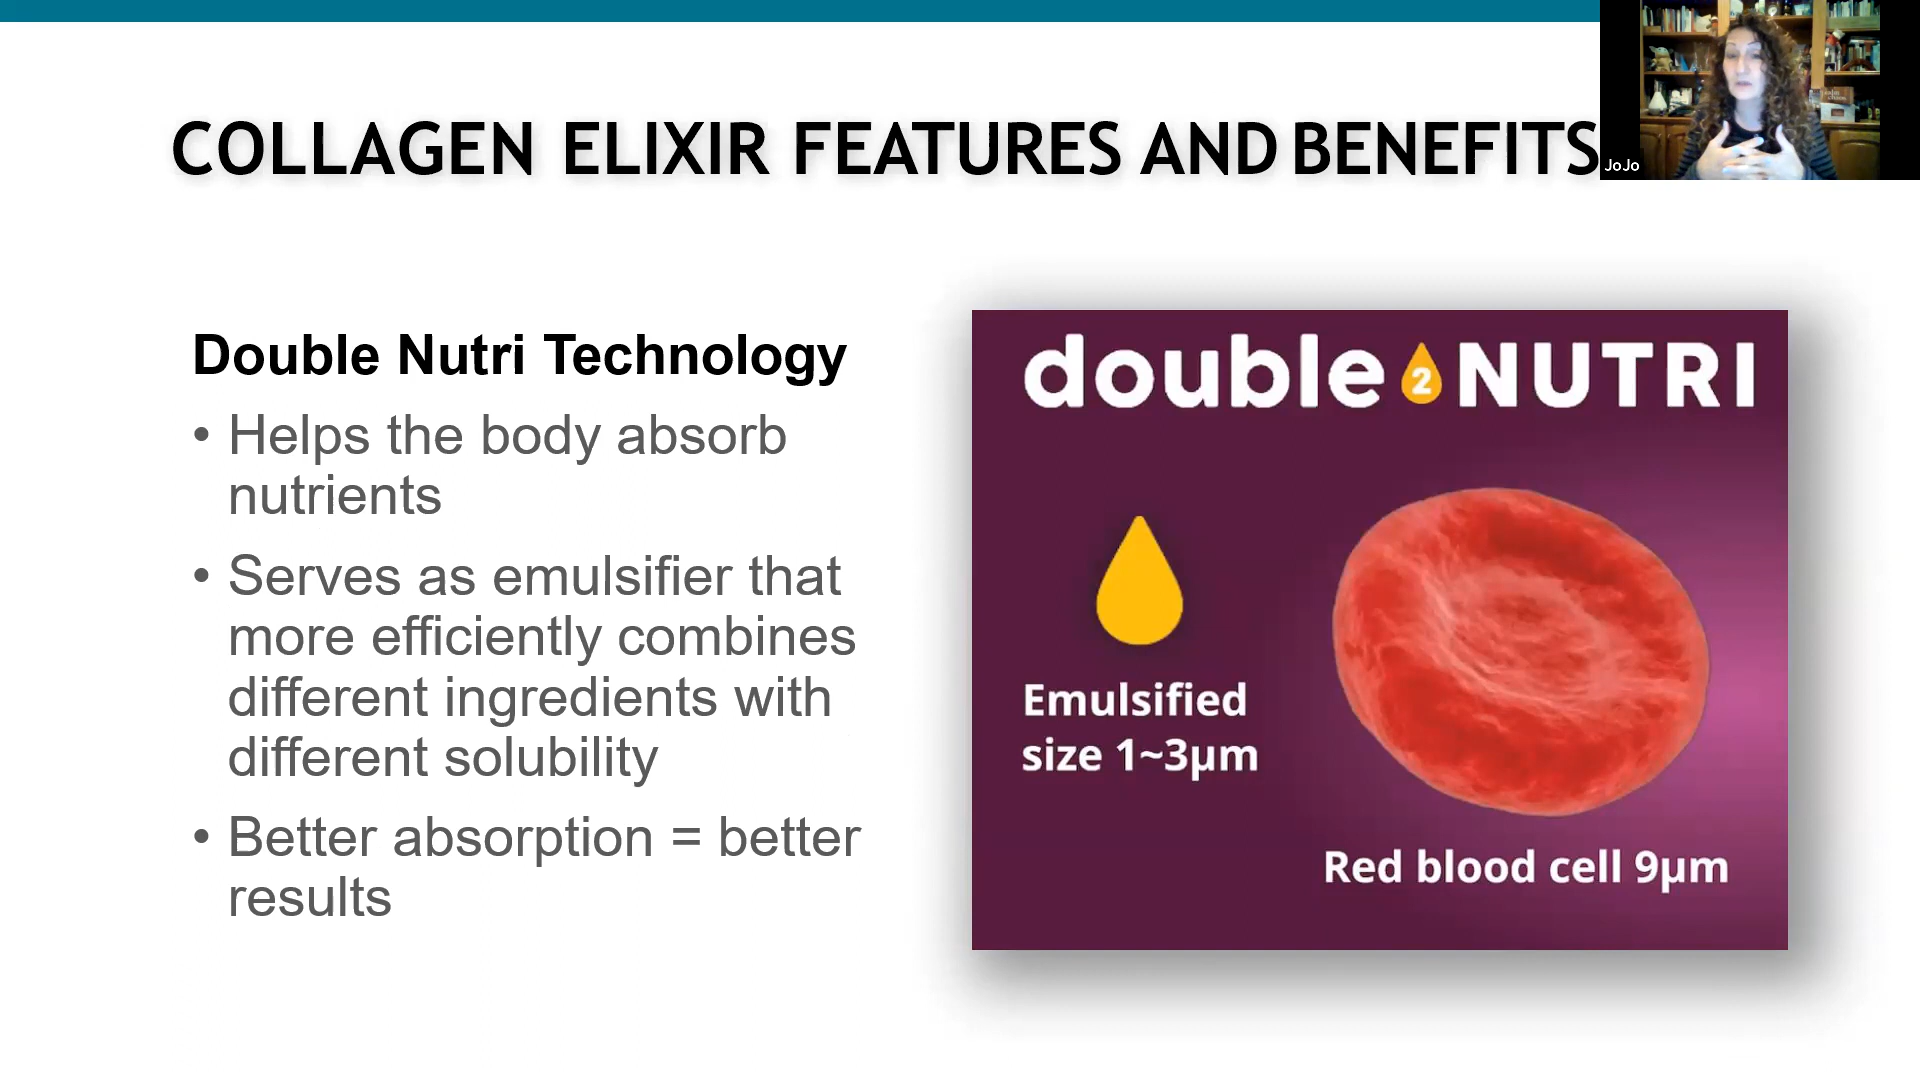 COLLAGEN ELIXIR FEATURES AND BENEFITS
JoJo
Double Nutri Technology
• Helps the body absorb
nutrients
• Serves as emulsifier that
more efficiently combines
different ingredients with
different solubility
• Better absorption = better
results
double 2 NUTRI
Emulsified
size 1~3μm
Red blood cell 9μm